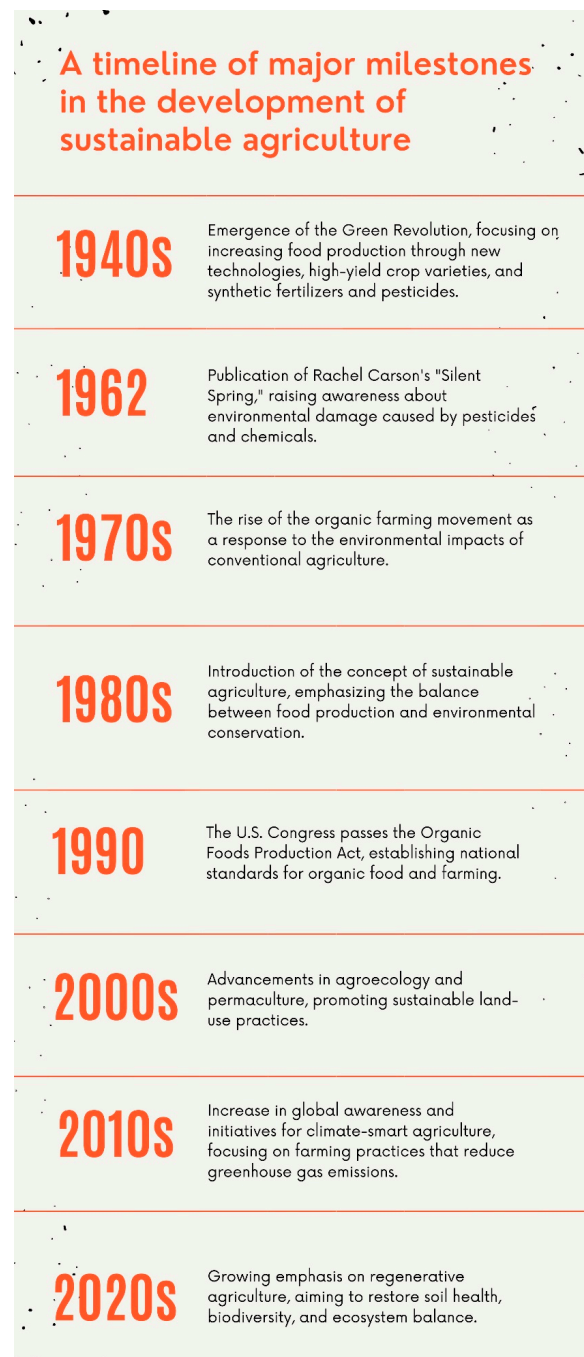 A timeline of major milestones
in the development of
sustainable agriculture
1940s
Emergence of the Green Revolution, focusing on
increasing food production through new
technologies, high-yield crop varieties, and
synthetic fertilizers and pesticides.
1962
Publication of Rachel Carson's "Silent
Spring," raising awareness about
environmental damage caused by pesticides
and chemicals.
1970s
The rise of the organic farming movement as
a response to the environmental impacts of
conventional agriculture.
1980s
Introduction of the concept of sustainable
agriculture, emphasizing the balance
between food production and environmental
conservation.
1990
The U.S. Congress passes the Organic
Foods Production Act, establishing national
standards for organic food and farming.
2000s
Advancements in agroecology and
permaculture, promoting sustainable land-
use practices.
2010s
Increase in global awareness and
initiatives for climate-smart agriculture,
focusing on farming practices that reduce
greenhouse gas emissions.
2020s
Growing emphasis on regenerative
agriculture, aiming to restore soil health,
biodiversity, and ecosystem balance.